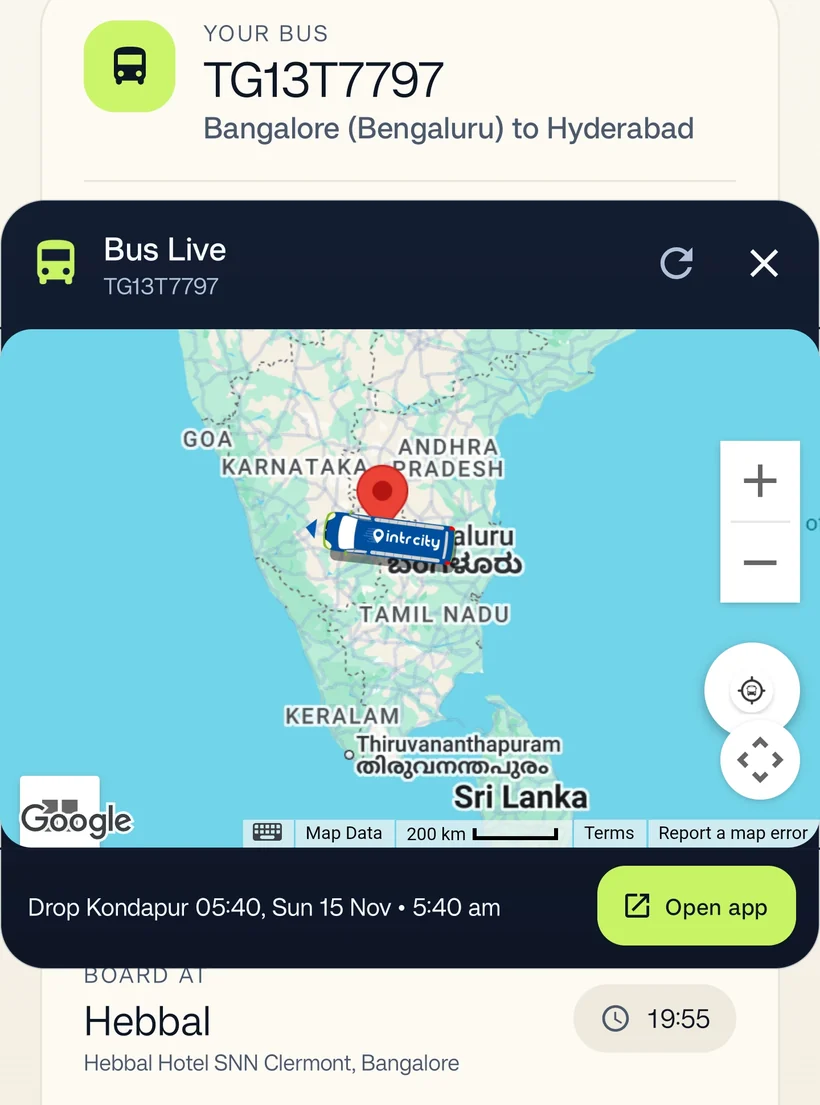 YOUR BUS
TG13T7797
Bangalore (Bengaluru) to Hyderabad
Bus Live
TG13T7797
GOA
KARNATAKA
ANDHRA
PRADESH
intrcity
aluru
ಬೆಂಗಳೂರು
TAMIL NADU
KERALAM
Thiruvananthapuram
തിരുവനന്തപുരം
Sri Lanka
Google
Map Data
200 km
Terms
Report a map error
Drop Kondapur 05:40, Sun 15 Nov • 5:40 am
Open app
BOARD AT
Hebbal
19:55
Hebbal Hotel SNN Clermont, Bangalore